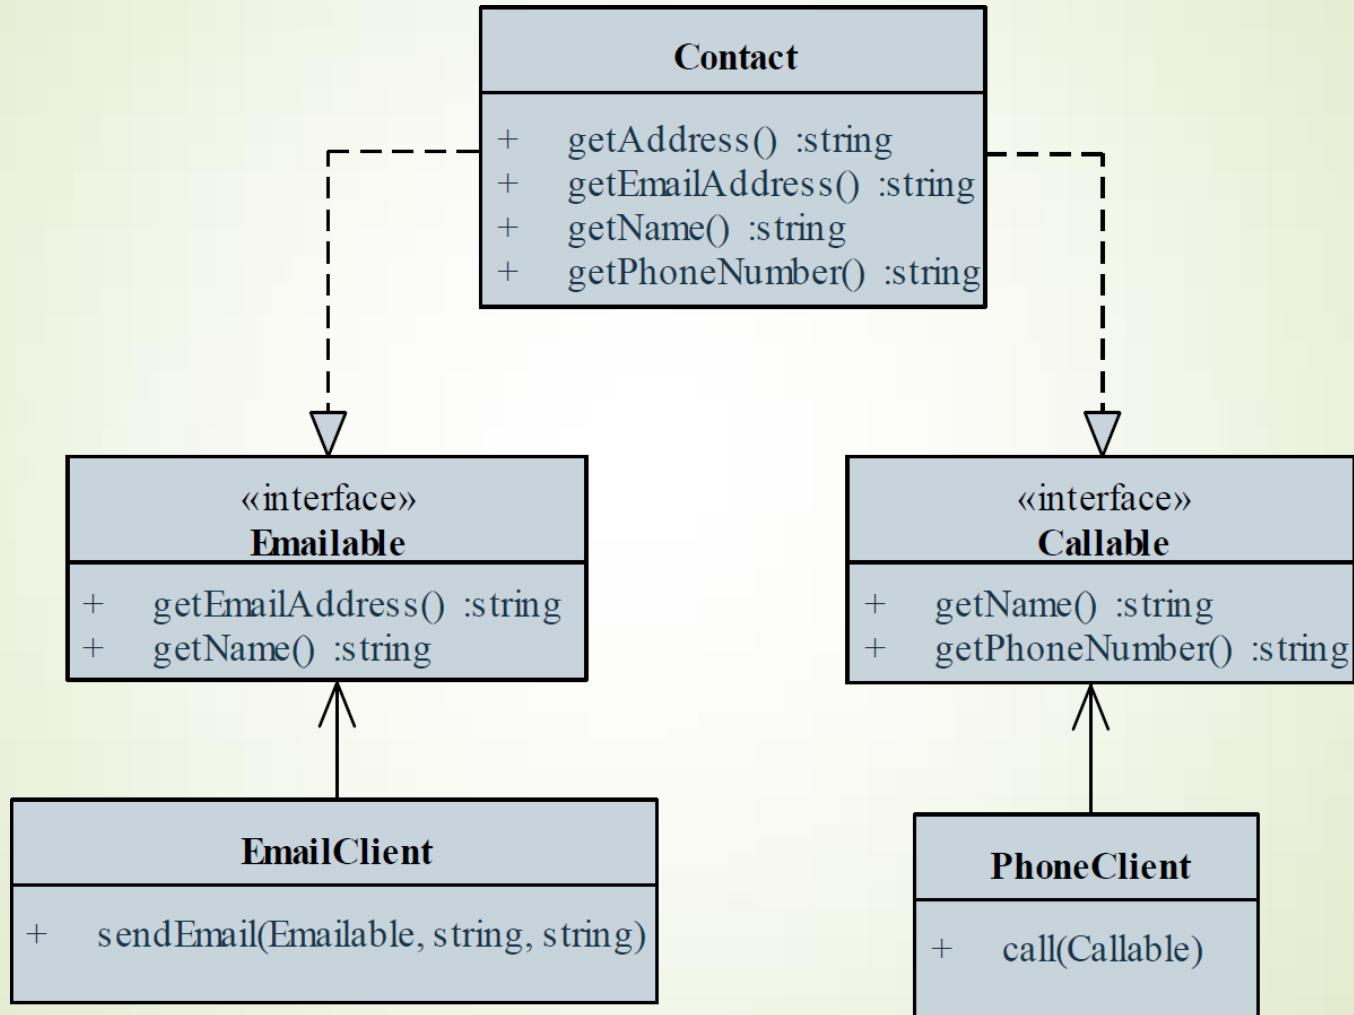 Contact
+ getAddress() :string
+ getEmailAddress() :string
+ getName() :string
+ getPhoneNumber() :string
«interface»
Emailable
+ getEmailAddress() :string
+ getName() :string
«interface»
Callable
+ getName() :string
+ getPhoneNumber() :string
EmailClient
+ sendEmail(Emailable, string, string)
PhoneClient
+ call(Callable)